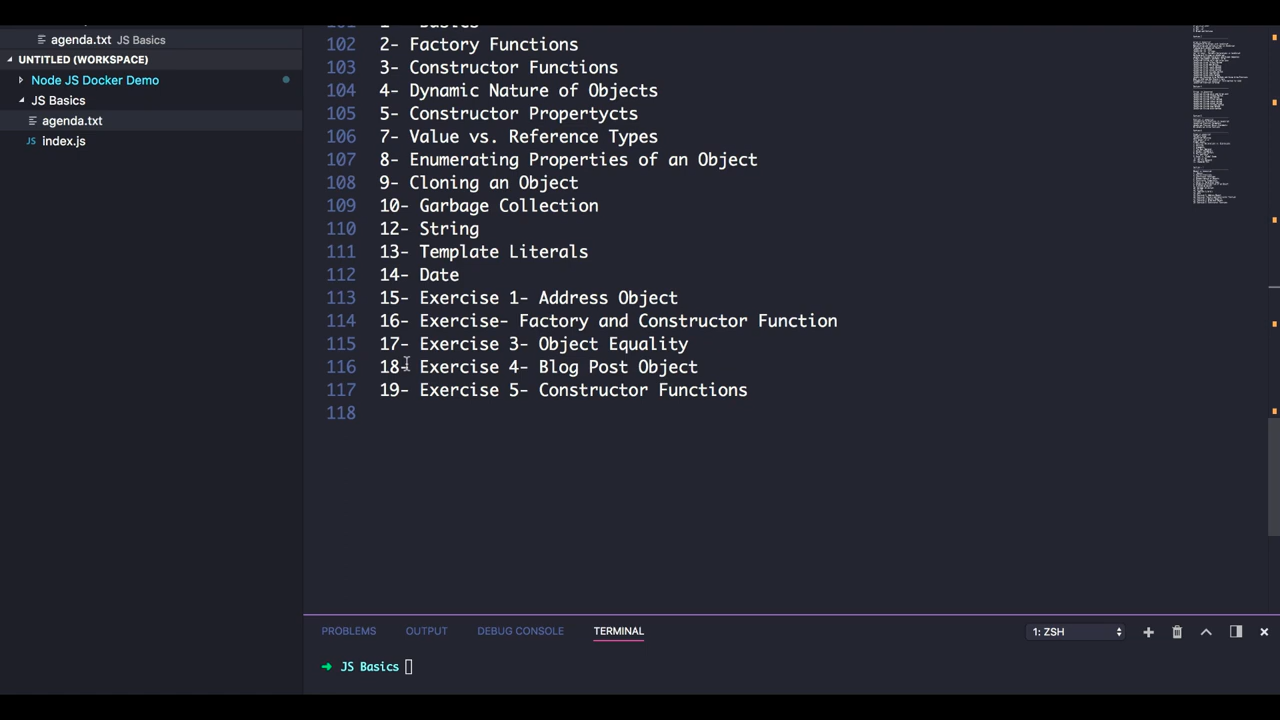 agenda.txt JS Basics
UNTITLED (WORKSPACE)
Node JS Docker Demo
JS Basics
agenda.txt
index.js
101 1- Basics
102 2- Factory Functions
103 3- Constructor Functions
104 4- Dynamic Nature of Objects
105 5- Constructor Propertycts
106 7- Value vs. Reference Types
107 8- Enumerating Properties of an Object
108 9- Cloning an Object
109 10- Garbage Collection
110 12- String
111 13- Template Literals
112 14- Date
113 15- Exercise 1- Address Object
114 16- Exercise- Factory and Constructor Function
115 17- Exercise 3- Object Equality
116 18- Exercise 4- Blog Post Object
117 19- Exercise 5- Constructor Functions
118
PROBLEMS OUTPUT DEBUG CONSOLE TERMINAL 1: ZSH
➜ JS Basics